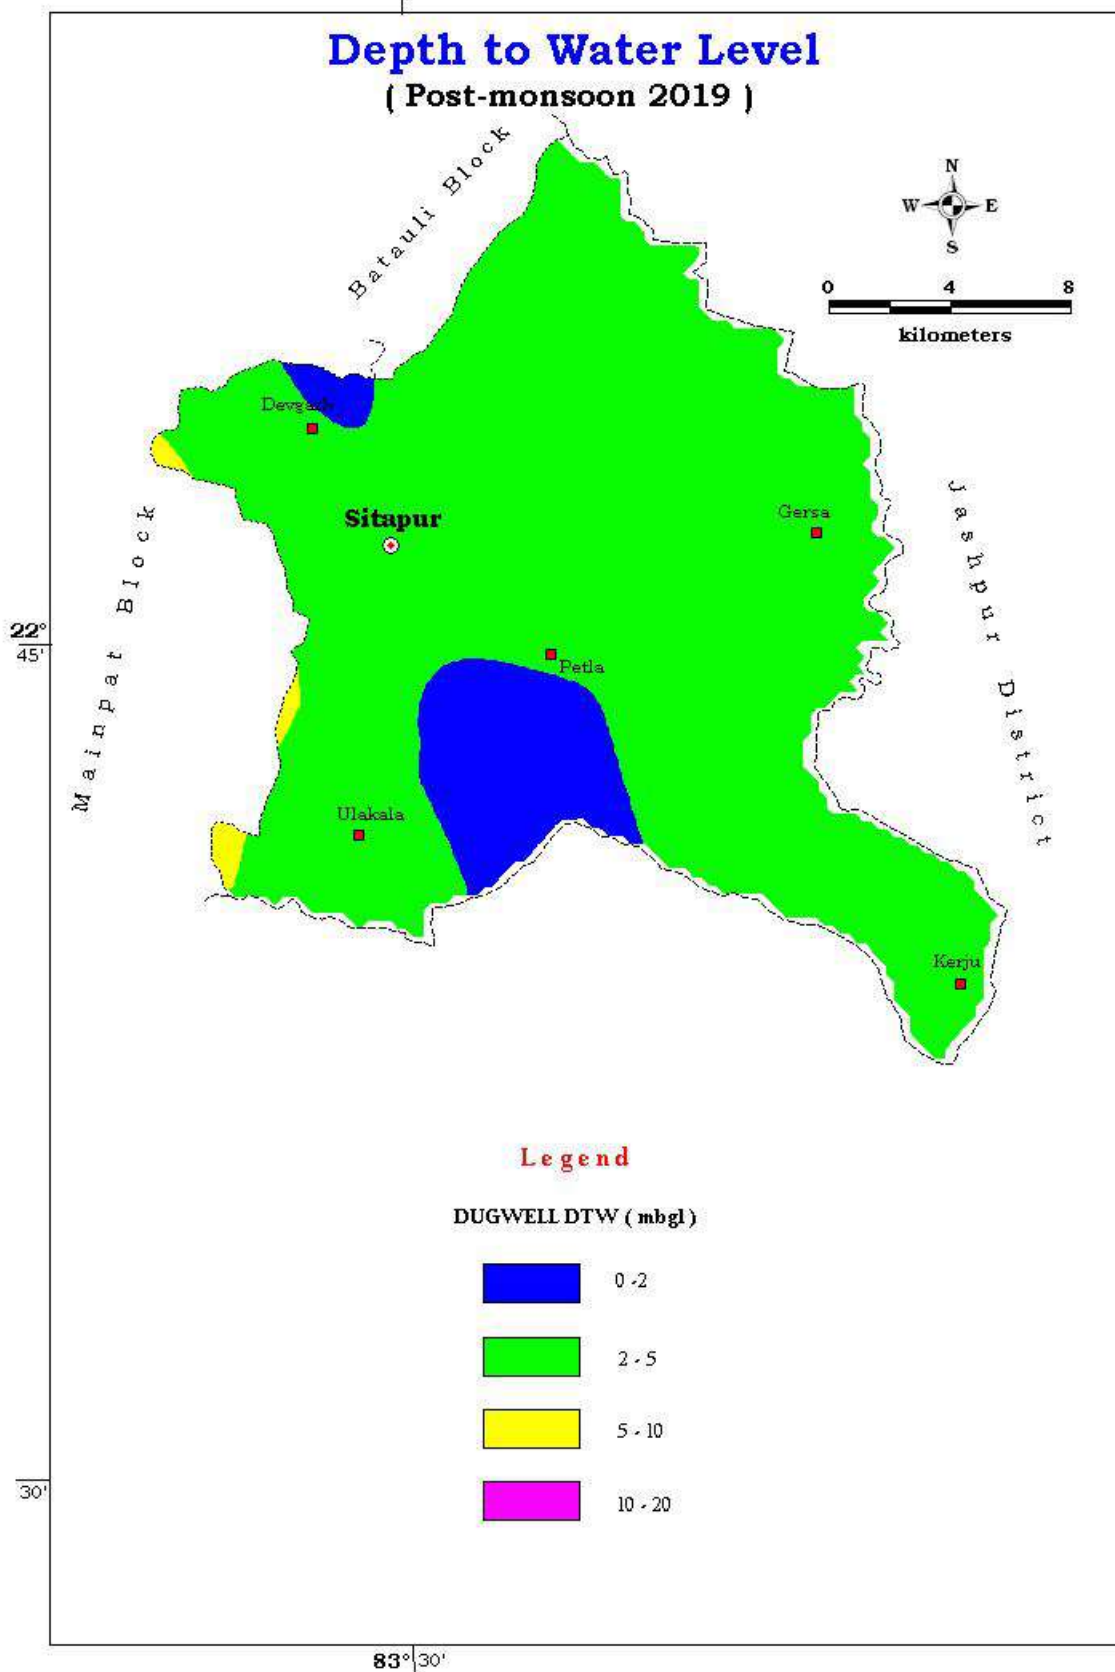 Depth to Water Level
( Post-monsoon 2019 )
Batauli Block
N
W E
S
0 4 8
kilometers
Devgarh
Sitapur
Gersa
Jashpur District
Mainpat Block
22°
45'
Petla
Ulakala
Kerju
Legend
DUGWELL DTW ( mbgl )
0 -2
2 - 5
5 - 10
10 - 20
30'
83° 30'